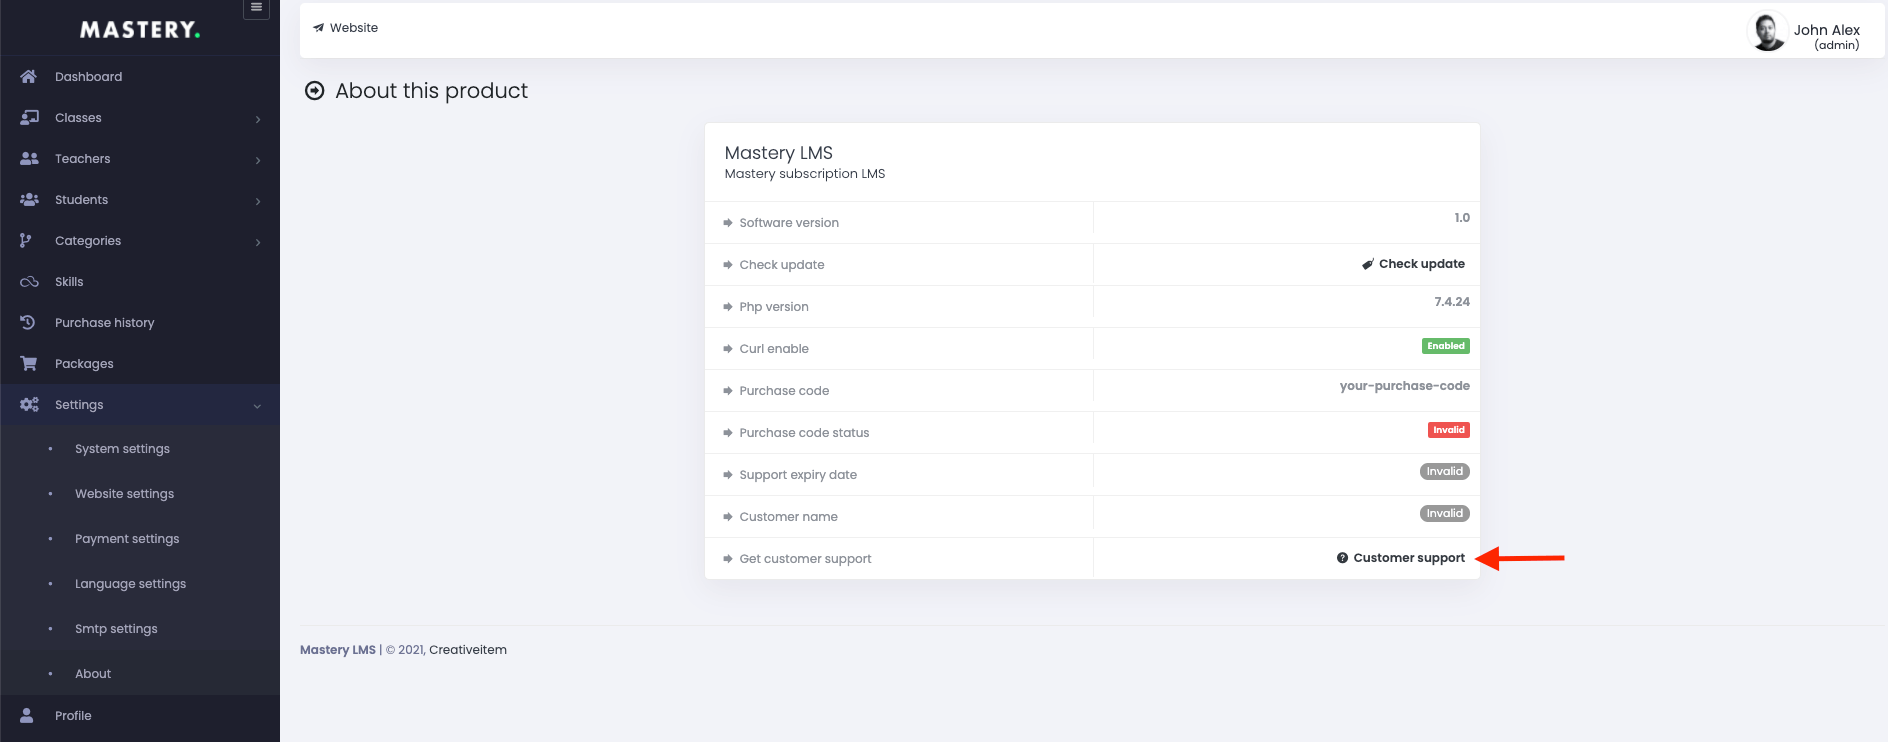 MASTERY.
Dashboard
Classes
Teachers
Students
Categories
Skills
Purchase history
Packages
Settings
System settings
Website settings
Payment settings
Language settings
Smtp settings
About
Profile
Website
John Alex
(admin)
About this product
Mastery LMS
Mastery subscription LMS
Software version 1.0
Check update Check update
Php version 7.4.24
Curl enable Enabled
Purchase code your-purchase-code
Purchase code status Invalid
Support expiry date Invalid
Customer name Invalid
Get customer support Customer support
Mastery LMS | © 2021, Creativeitem